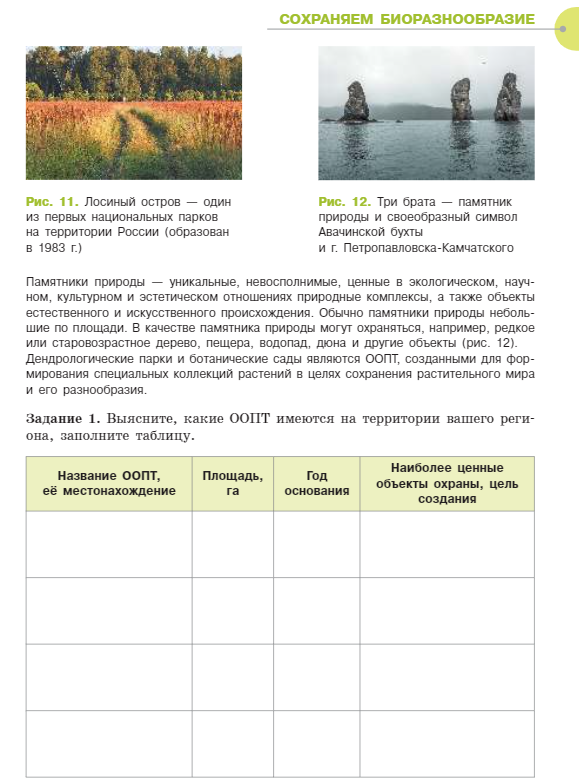 СОХРАНЯЕМ БИОРАЗНООБРАЗИЕ
Рис. 11. Лосиный остров — один
из первых национальных парков
на территории России (образован
в 1983 г.)
Рис. 12. Три брата — памятник
природы и своеобразный символ
Авачинской бухты
и г. Петропавловска-Камчатского
Памятники природы — уникальные, невосполнимые, ценные в экологическом, науч-
ном, культурном и эстетическом отношениях природные комплексы, а также объекты
естественного и искусственного происхождения. Обычно памятники природы неболь-
шие по площади. В качестве памятника природы могут охраняться, например, редкое
или старовозрастное дерево, пещера, водопад, дюна и другие объекты (рис. 12).
Дендрологические парки и ботанические сады являются ООПТ, созданными для фор-
мирования специальных коллекций растений в целях сохранения растительного мира
и его разнообразия.
Задание 1. Выясните, какие ООПТ имеются на территории вашего реги-
она, заполните таблицу.
Название ООПТ,
её местонахождение
Площадь,
га
Год
основания
Наиболее ценные
объекты охраны, цель
создания